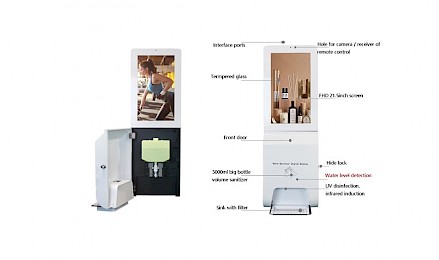 Interface ports
Hole for camera / receiver of
remote control
Tempered glass
FHD 21.5inch screen
Front door
Hide lock
3000ml big bottle
volume sanitizer
Water level detection
UV disinfection,
infrared induction
Sink with filter